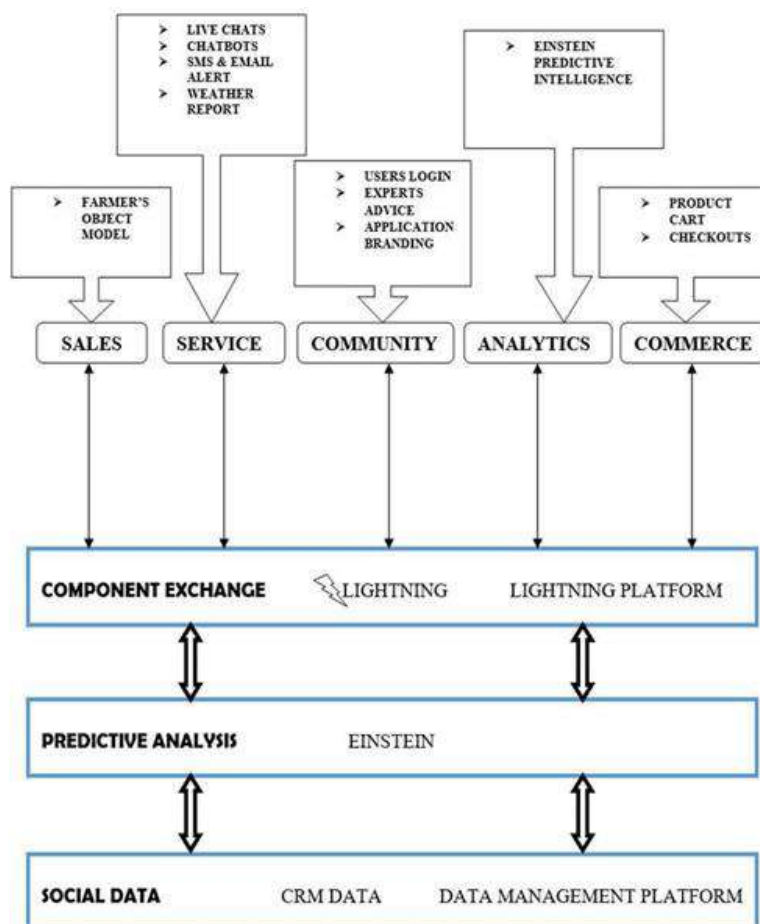 LIVE CHATS
CHATBOTS
SMS & EMAIL
ALERT
WEATHER
REPORT
EINSTEIN
PREDICTIVE
INTELLIGENCE
FARMER'S
OBJECT
MODEL
USERS LOGIN
EXPERTS
ADVICE
APPLICATION
BRANDING
PRODUCT
CART
CHECKOUTS
SALES
SERVICE
COMMUNITY
ANALYTICS
COMMERCE
COMPONENT EXCHANGE LIGHTNING LIGHTNING PLATFORM
PREDICTIVE ANALYSIS EINSTEIN
SOCIAL DATA CRM DATA DATA MANAGEMENT PLATFORM